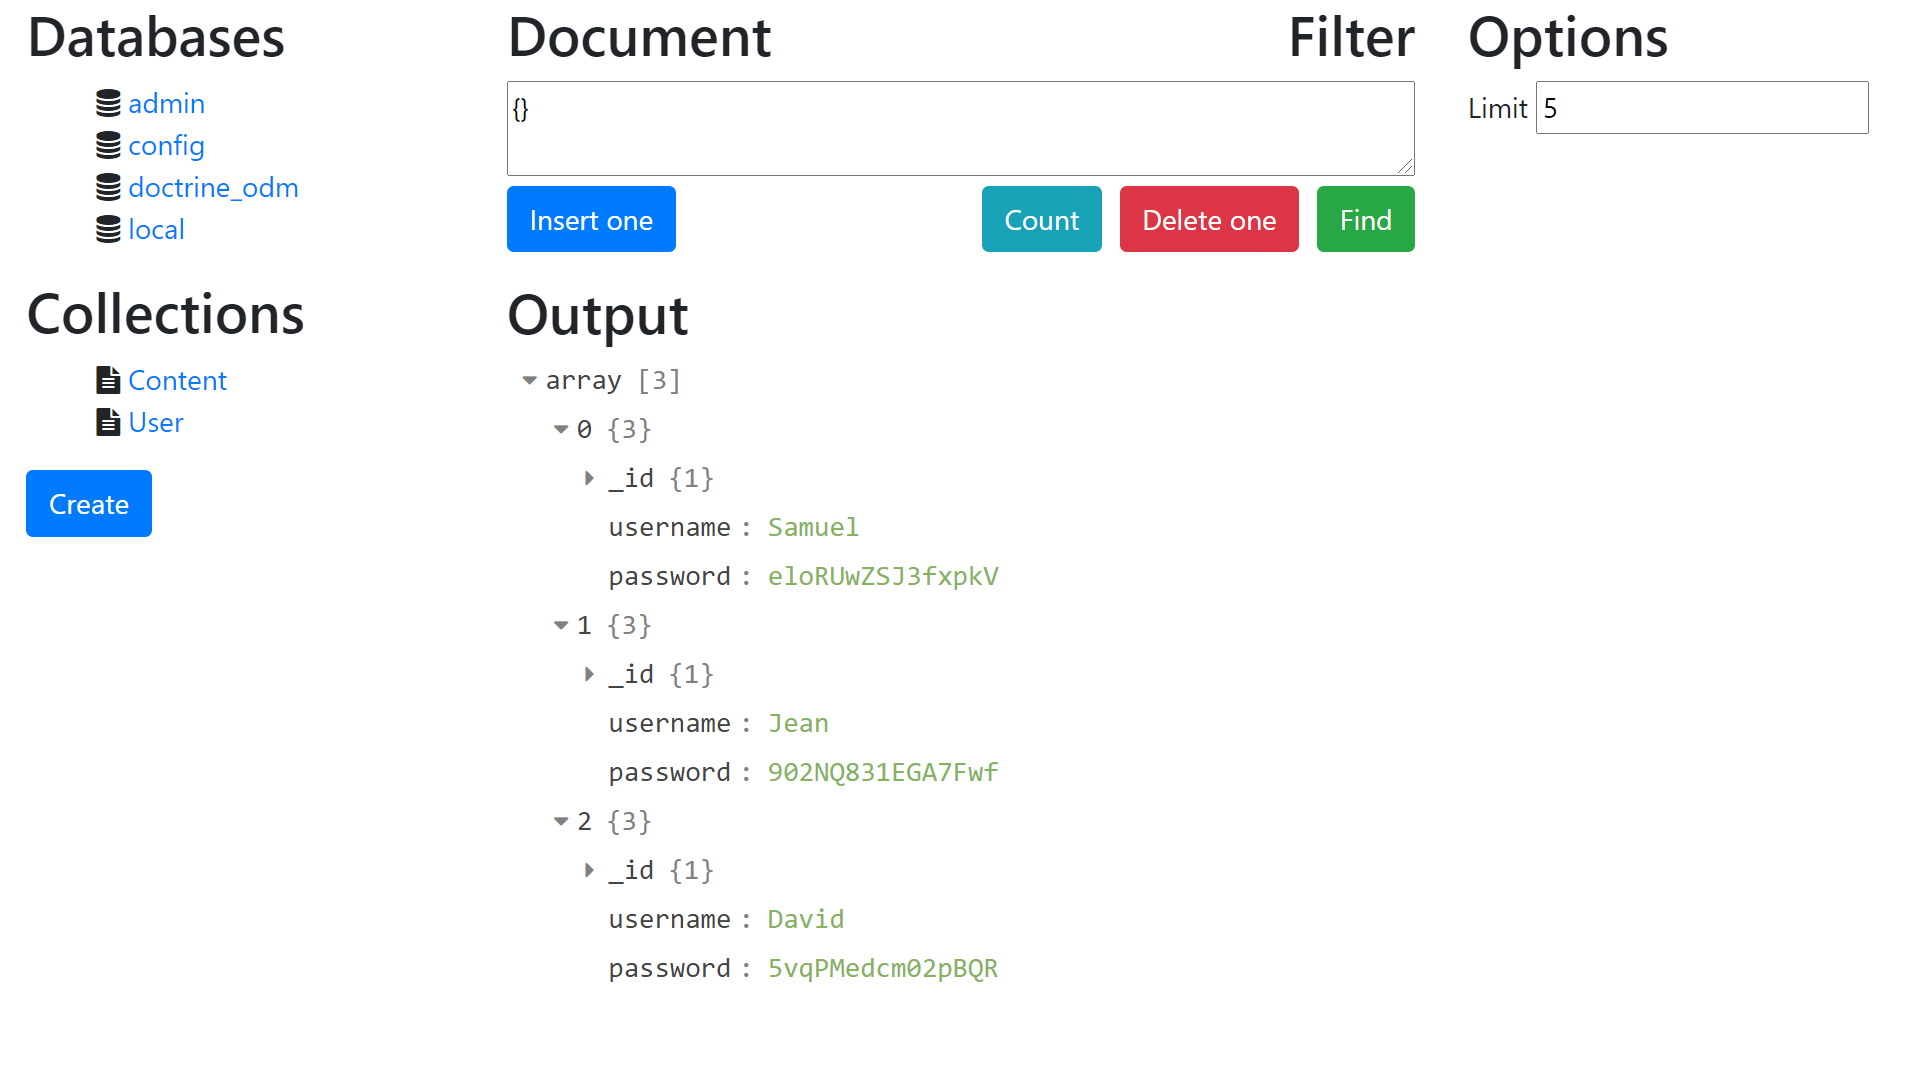 Databases
admin
config
doctrine_odm
local
Collections
Content
User
Create
Document Filter
{}
Insert one Count Delete one Find
Output
array [3]
0 {3}
_id {1}
username : Samuel
password : eloRUwZSJ3fxpkV
1 {3}
_id {1}
username : Jean
password : 902NQ831EGA7Fwf
2 {3}
_id {1}
username : David
password : 5vqPMedcm02pBQR
Options
Limit 5